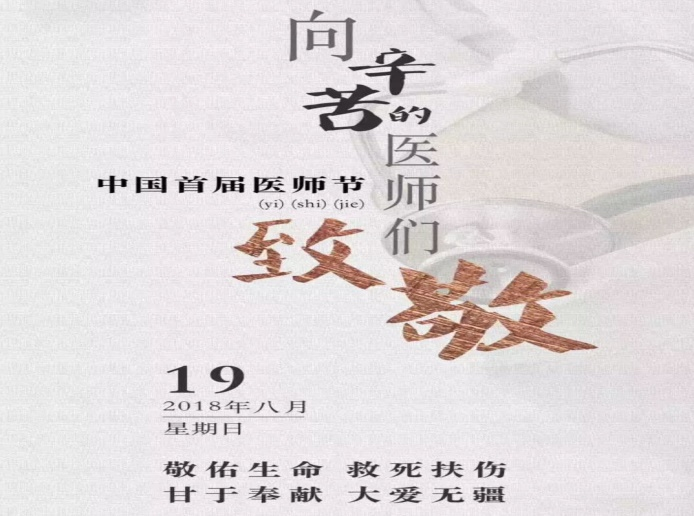 向辛苦的医师们
致敬
中国首届医师节
(yi) (shi) (jie)
19
2018年八月
星期日
敬佑生命 救死扶伤
甘于奉献 大爱无疆